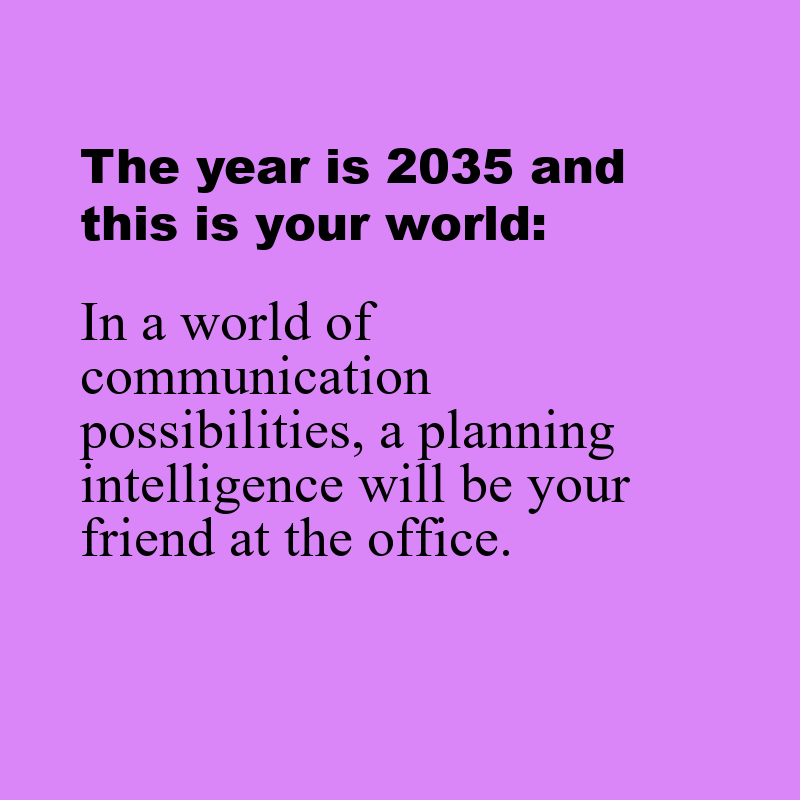 The year is 2035 and
this is your world:
In a world of
communication
possibilities, a planning
intelligence will be your
friend at the office.